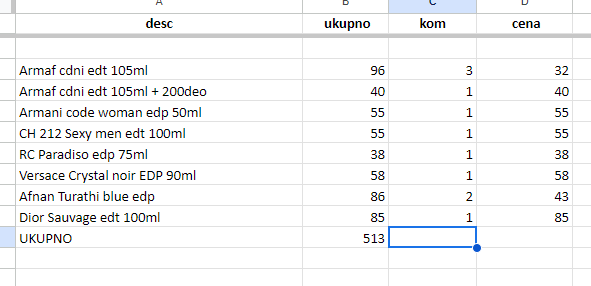 A B C D
desc ukupno kom cena
Armaf cdni edt 105ml 96 3 32
Armaf cdni edt 105ml + 200deo 40 1 40
Armani code woman edp 50ml 55 1 55
CH 212 Sexy men edt 100ml 55 1 55
RC Paradiso edp 75ml 38 1 38
Versace Crystal noir EDP 90ml 58 1 58
Afnan Turathi blue edp 86 2 43
Dior Sauvage edt 100ml 85 1 85
UKUPNO 513